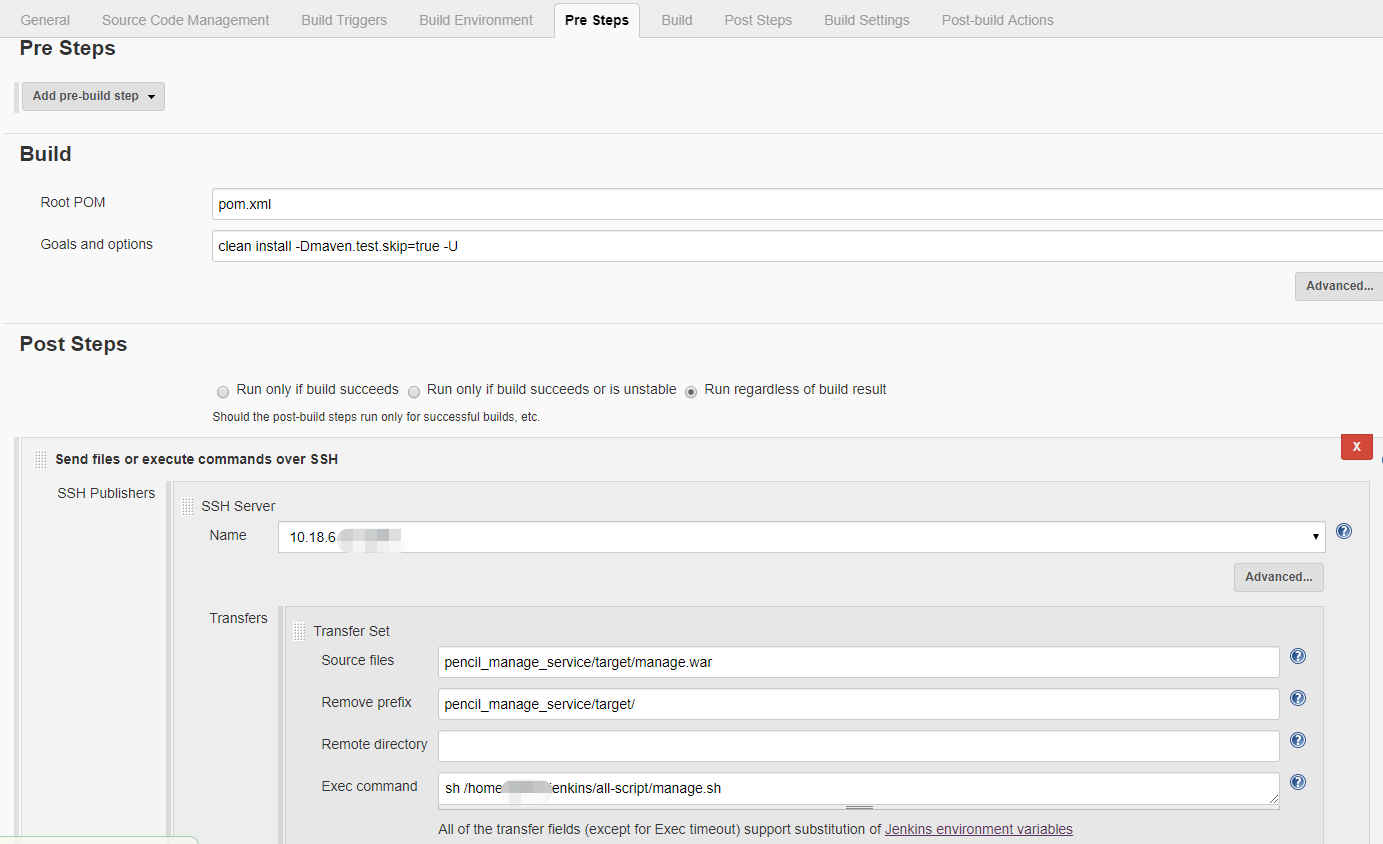 General Source Code Management Build Triggers Build Environment Pre Steps Build Post Steps Build Settings Post-build Actions
Pre Steps
Add pre-build step
Build
Root POM pom.xml
Goals and options clean install -Dmaven.test.skip=true -U
Advanced...
Post Steps
Run only if build succeeds Run only if build succeeds or is unstable Run regardless of build result
Should the post-build steps run only for successful builds, etc.
X
Send files or execute commands over SSH
SSH Publishers
SSH Server
Name 10.18.6
Advanced...
Transfers
Transfer Set
Source files pencil_manage_service/target/manage.war
Remove prefix pencil_manage_service/target/
Remote directory
Exec command sh /home enkins/all-script/manage.sh
All of the transfer fields (except for Exec timeout) support substitution of Jenkins environment variables